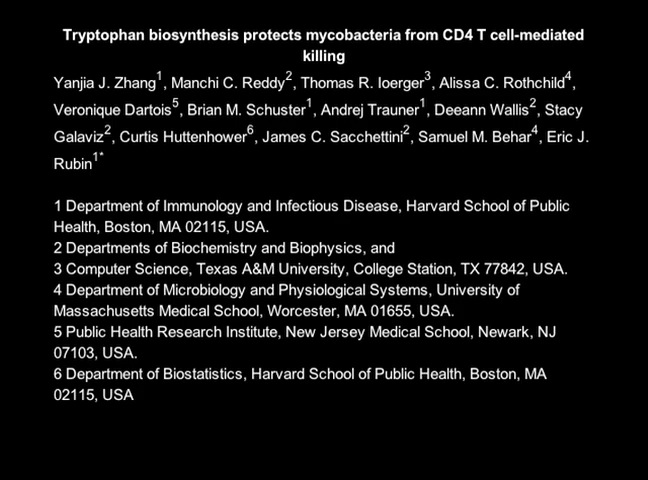 Tryptophan biosynthesis protects mycobacteria from CD4 T cell-mediated
killing
Yanjia J. Zhang1, Manchi C. Reddy2, Thomas R. Ioerger3, Alissa C. Rothchild4,
Veronique Dartois5, Brian M. Schuster1, Andrej Trauner1, Deeann Wallis2, Stacy
Galaviz2, Curtis Huttenhower6, James C. Sacchettini2, Samuel M. Behar4, Eric J.
Rubin1*
1 Department of Immunology and Infectious Disease, Harvard School of Public
Health, Boston, MA 02115, USA.
2 Departments of Biochemistry and Biophysics, and
3 Computer Science, Texas A&M University, College Station, TX 77842, USA.
4 Department of Microbiology and Physiological Systems, University of
Massachusetts Medical School, Worcester, MA 01655, USA.
5 Public Health Research Institute, New Jersey Medical School, Newark, NJ
07103, USA.
6 Department of Biostatistics, Harvard School of Public Health, Boston, MA
02115, USA